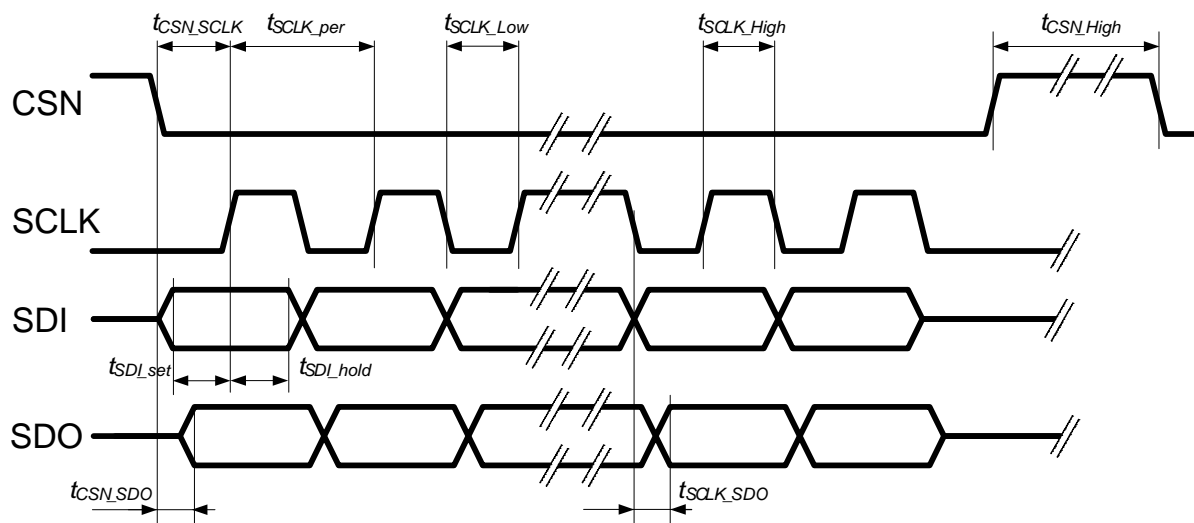 tCSN_SCLK tSCLK_per tSCLK_Low tSCLK_High tCSN_High
CSN
SCLK
SDI
tSDI_set tSDI_hold
SDO
tCSN_SDO tSCLK_SDO